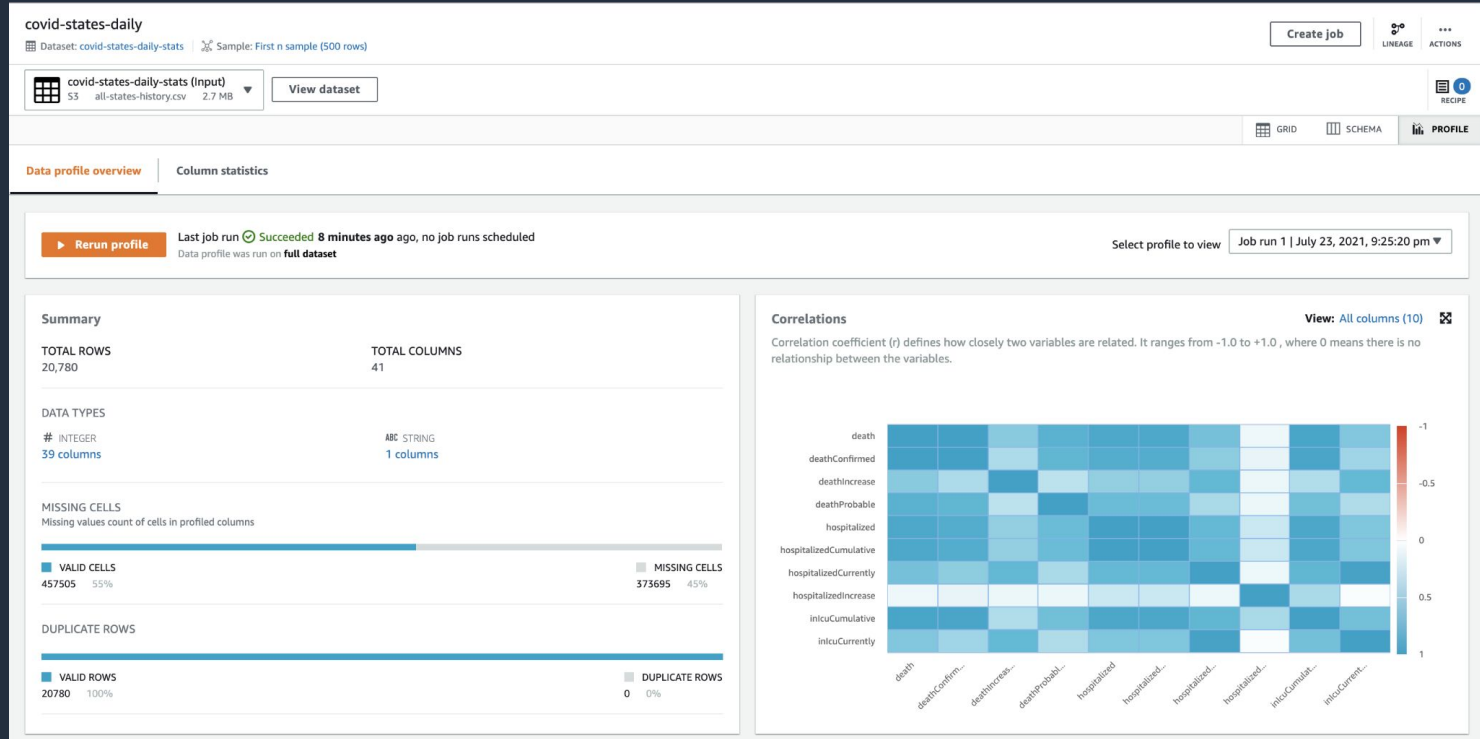 covid-states-daily
Dataset: covid-states-daily-stats Sample: First n sample (500 rows)
Create job
LINEAGE
ACTIONS
covid-states-daily-stats (Input)
S3 all-states-history.csv 2.7 MB
View dataset
0
RECIPE
GRID SCHEMA PROFILE
Data profile overview Column statistics
Rerun profile
Last job run Succeeded 8 minutes ago ago, no job runs scheduled
Data profile was run on full dataset
Select profile to view Job run 1 | July 23, 2021, 9:25:20 pm
Summary
TOTAL ROWS TOTAL COLUMNS
20,780 41
DATA TYPES
# INTEGER ABC STRING
39 columns 1 columns
MISSING CELLS
Missing values count of cells in profiled columns
VALID CELLS MISSING CELLS
457505 55% 373695 45%
DUPLICATE ROWS
VALID ROWS DUPLICATE ROWS
20780 100% 0 0%
Correlations View: All columns (10)
Correlation coefficient (r) defines how closely two variables are related. It ranges from -1.0 to +1.0 , where 0 means there is no
relationship between the variables.
death
deathConfirmed
deathIncrease
deathProbable
hospitalized
hospitalizedCumulative
hospitalizedCurrently
hospitalizedIncrease
inIcuCumulative
inIcuCurrently
-1
-0.5
0
0.5
1
death
deathConfirm...
deathIncreas...
deathProbabl...
hospitalized
hospitalized...
hospitalized...
hospitalized...
inIcuCumulat...
inIcuCurrent...